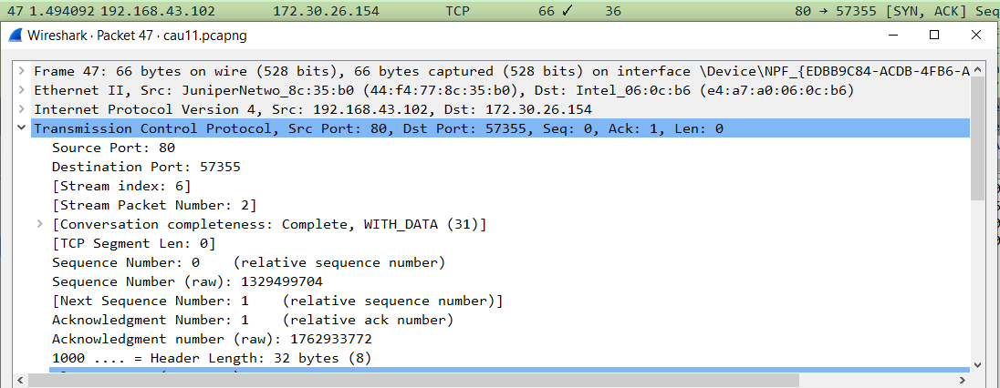 47 1.494092 192.168.43.102 172.30.26.154 TCP 66 ✓ 36 80 → 57355 [SYN, ACK] Seq
Wireshark · Packet 47 · cau11.pcapng
Frame 47: 66 bytes on wire (528 bits), 66 bytes captured (528 bits) on interface \Device\NPF_{EDBB9C84-ACDB-4FB6-A
Ethernet II, Src: JuniperNetwo_8c:35:b0 (44:f4:77:8c:35:b0), Dst: Intel_06:0c:b6 (e4:a7:a0:06:0c:b6)
Internet Protocol Version 4, Src: 192.168.43.102, Dst: 172.30.26.154
Transmission Control Protocol, Src Port: 80, Dst Port: 57355, Seq: 0, Ack: 1, Len: 0
Source Port: 80
Destination Port: 57355
[Stream index: 6]
[Stream Packet Number: 2]
[Conversation completeness: Complete, WITH_DATA (31)]
[TCP Segment Len: 0]
Sequence Number: 0    (relative sequence number)
Sequence Number (raw): 1329499704
[Next Sequence Number: 1    (relative sequence number)]
Acknowledgment Number: 1    (relative ack number)
Acknowledgment number (raw): 1762933772
1000 .... = Header Length: 32 bytes (8)